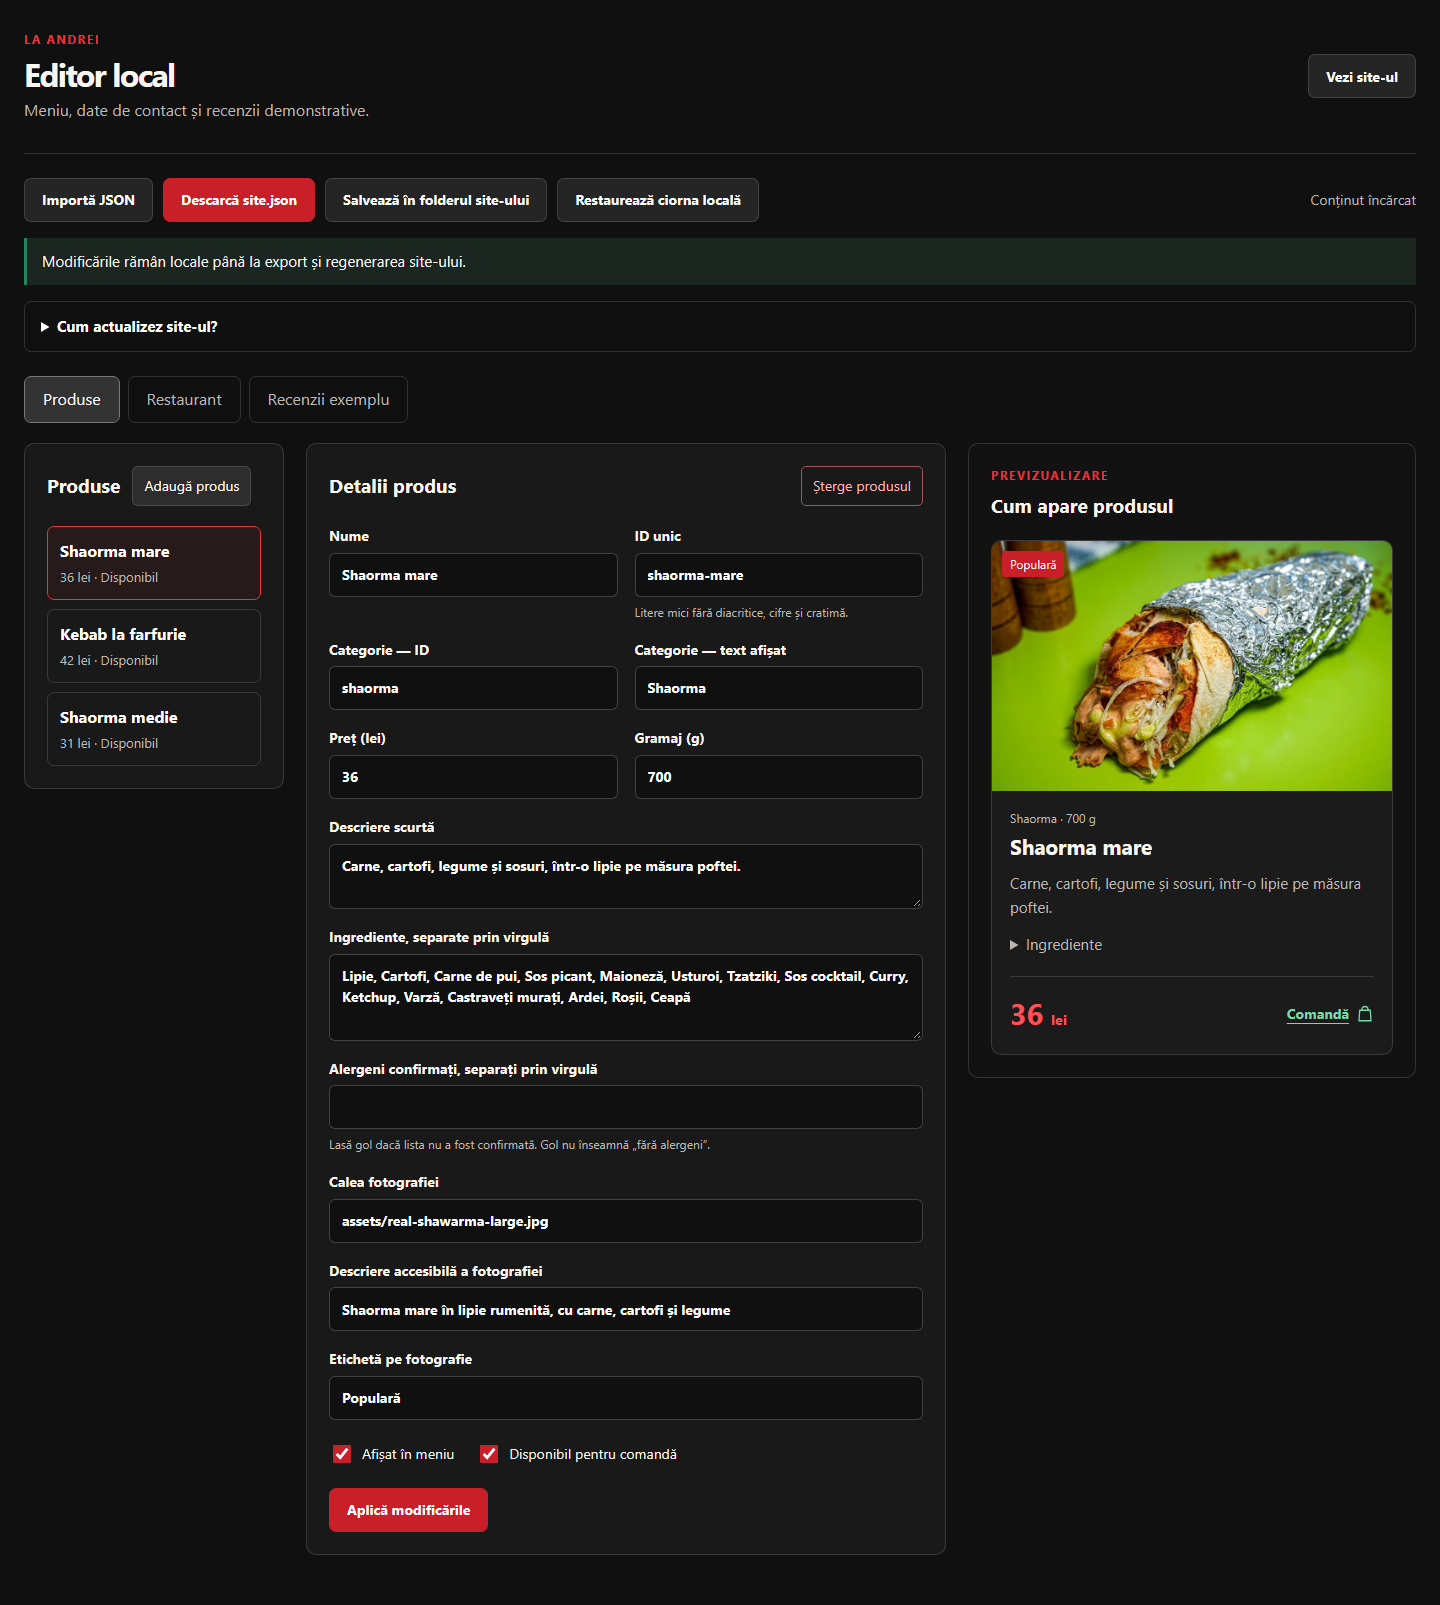 LA ANDREI
Editor local
Meniu, date de contact și recenzii demonstrative.
Vezi site-ul
Importă JSON
Descarcă site.json
Salvează în folderul site-ului
Restaurează ciorna locală
Conținut încărcat
Modificările rămân locale până la export și regenerarea site-ului.
Cum actualizez site-ul?
Produse
Restaurant
Recenzii exemplu
Produse
Adaugă produs
Shaorma mare
36 lei · Disponibil
Kebab la farfurie
42 lei · Disponibil
Shaorma medie
31 lei · Disponibil
Detalii produs
Șterge produsul
Nume
Shaorma mare
ID unic
shaorma-mare
Litere mici fără diacritice, cifre și cratimă.
Categorie — ID
shaorma
Categorie — text afișat
Shaorma
Preț (lei)
36
Gramaj (g)
700
Descriere scurtă
Carne, cartofi, legume și sosuri, într-o lipie pe măsura poftei.
Ingrediente, separate prin virgulă
Lipie, Cartofi, Carne de pui, Sos picant, Maioneză, Usturoi, Tzatziki, Sos cocktail, Curry,
Ketchup, Varză, Castraveți murați, Ardei, Roșii, Ceapă
Alergeni confirmați, separați prin virgulă
Lasă gol dacă lista nu a fost confirmată. Gol nu înseamnă „fără alergeni”.
Calea fotografiei
assets/real-shawarma-large.jpg
Descriere accesibilă a fotografiei
Shaorma mare în lipie rumenită, cu carne, cartofi și legume
Etichetă pe fotografie
Populară
Afișat în meniu
Disponibil pentru comandă
Aplică modificările
PREVIZUALIZARE
Cum apare produsul
Populară
Shaorma · 700 g
Shaorma mare
Carne, cartofi, legume și sosuri, într-o lipie pe măsura
poftei.
Ingrediente
36 lei
Comandă